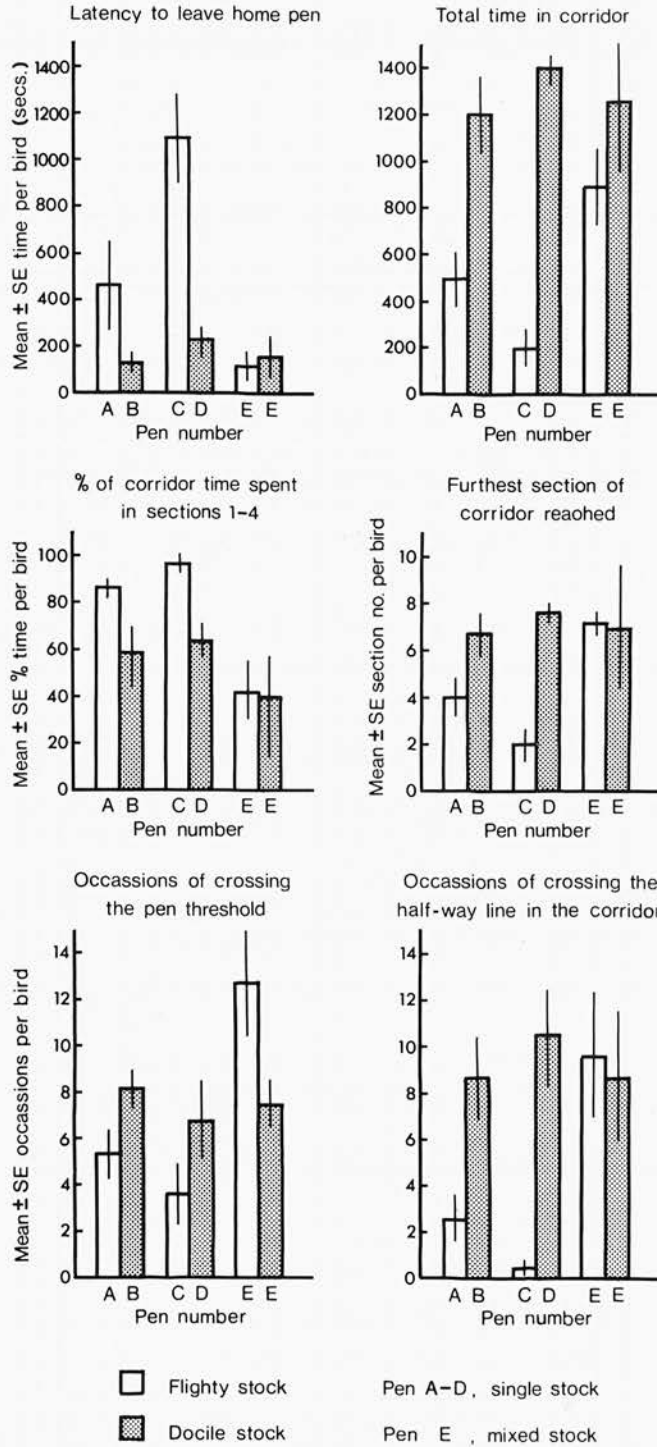 Latency to leave home pen
Mean ± SE time per bird (secs.)
1400
1200
1000
800
600
400
200
0
A B C D E E
Pen number
Total time in corridor
1400
1200
1000
800
600
400
200
0
A B C D E E
Pen number
% of corridor time spent
in sections 1-4
Mean ± SE % time per bird
100
80
60
40
20
0
A B C D E E
Pen number
Furthest section of
corridor reaohed
Mean ± SE section no. per bird
10
8
6
4
2
0
A B C D E E
Pen number
Occassions of crossing
the pen threshold
Mean ± SE occassions per bird
14
12
10
8
6
4
2
0
A B C D E E
Pen number
Occassions of crossing the
half-way line in the corridor
14
12
10
8
6
4
2
0
A B C D E E
Pen number
Flighty stock
Docile stock
Pen A-D, single stock
Pen E, mixed stock